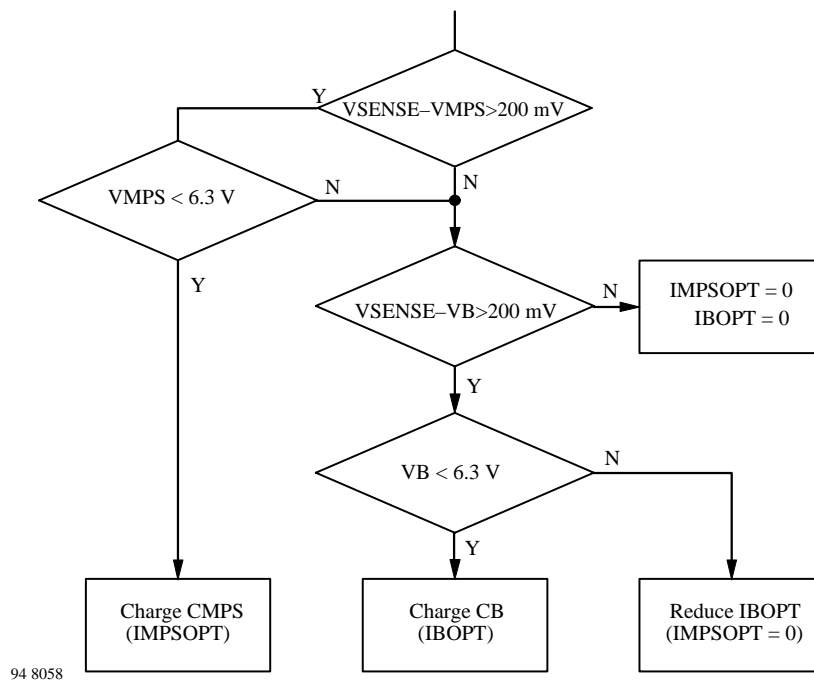 Y
VSENSE–VMPS>200 mV
VMPS < 6.3 V
N
N
Y
VSENSE–VB>200 mV
N
IMPSOPT = 0
IBOPT = 0
Y
VB < 6.3 V
N
Y
Charge CMPS
(IMPSOPT)
Charge CB
(IBOPT)
Reduce IBOPT
(IMPSOPT = 0)
94 8058